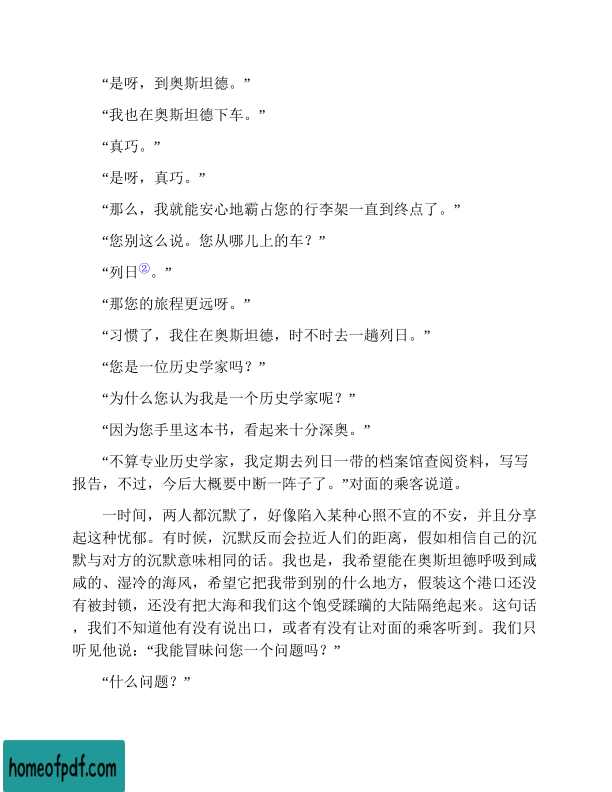 “是呀，到奥斯坦德。”
“我也在奥斯坦德下车。”
“真巧。”
“是呀，真巧。”
“那么，我就能安心地霸占您的行李架一直到终点了。”
“您别这么说。您从哪儿上的车？”
“列日②。”
“那您的旅程更远呀。”
“习惯了，我住在奥斯坦德，时不时去一趟列日。”
“您是一位历史学家吗？”
“为什么您认为我是一个历史学家呢？”
“因为您手里这本书，看起来十分深奥。”
“不算专业历史学家，我定期去列日一带的档案馆查阅资料，写写
报告，不过，今后大概要中断一阵子了。”对面的乘客说道。
一时间，两人都沉默了，好像陷入某种心照不宣的不安，并且分享
起这种忧郁。有时候，沉默反而会拉近人们的距离，假如相信自己的沉
默与对方的沉默意味相同的话。我也是，我希望能在奥斯坦德呼吸到咸
咸的、湿冷的海风，希望它把我带到别的什么地方，假装这个港口还没
有被封锁，还没有把大海和我们这个饱受蹂躏的大陆隔绝起来。这句话
，我们不知道他有没有说出口，或者有没有让对面的乘客听到。我们只
听见他说：“我能冒昧问您一个问题吗？”
“什么问题？”
homeofpdf.com